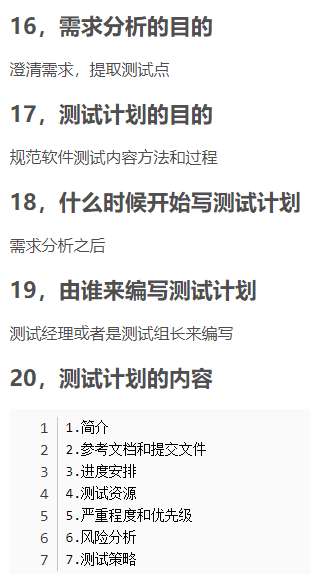 16，需求分析的目的
澄清需求，提取测试点
17，测试计划的目的
规范软件测试内容方法和过程
18，什么时候开始写测试计划
需求分析之后
19，由谁来编写测试计划
测试经理或者是测试组长来编写
20，测试计划的内容
1 1.简介
2 2.参考文档和提交文件
3 3.进度安排
4 4.测试资源
5 5.严重程度和优先级
6 6.风险分析
7 7.测试策略